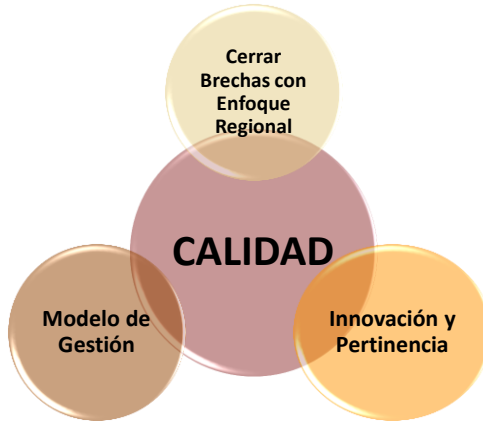 Cerrar
Brechas con
Enfoque
Regional
CALIDAD
Modelo de
Gestión
Innovación y
Pertinencia